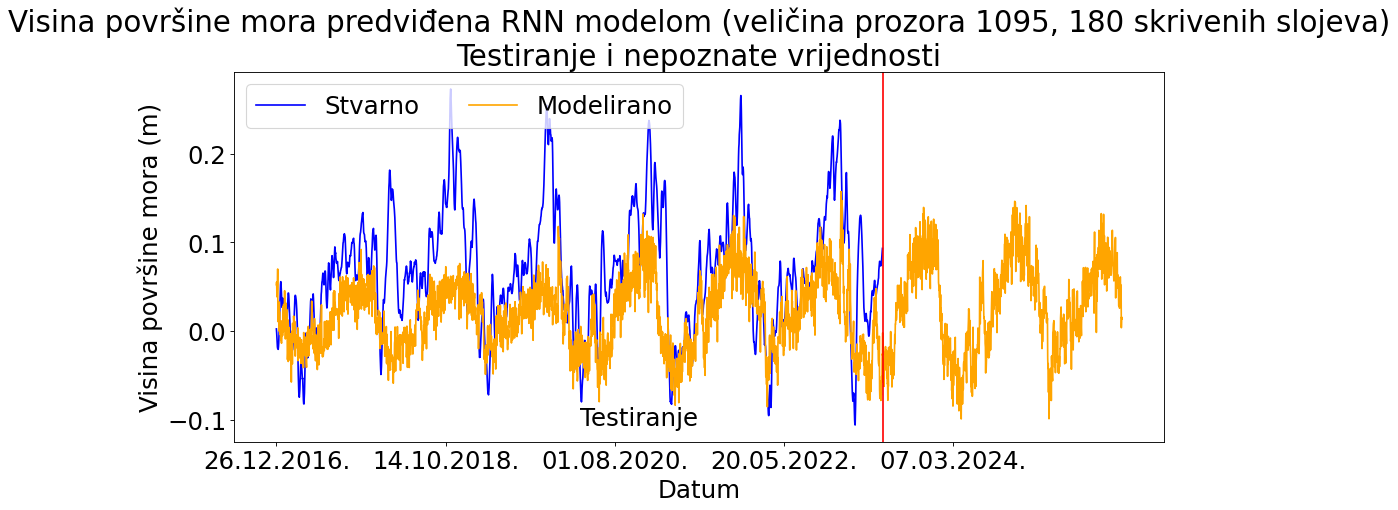 Visina površine mora predviđena RNN modelom (veličina prozora 1095, 180 skrivenih slojeva)
Testiranje i nepoznate vrijednosti
Stvarno Modelirano
Visina površine mora (m)
0.2
0.1
0.0
−0.1
Testiranje
26.12.2016. 14.10.2018. 01.08.2020. 20.05.2022. 07.03.2024.
Datum